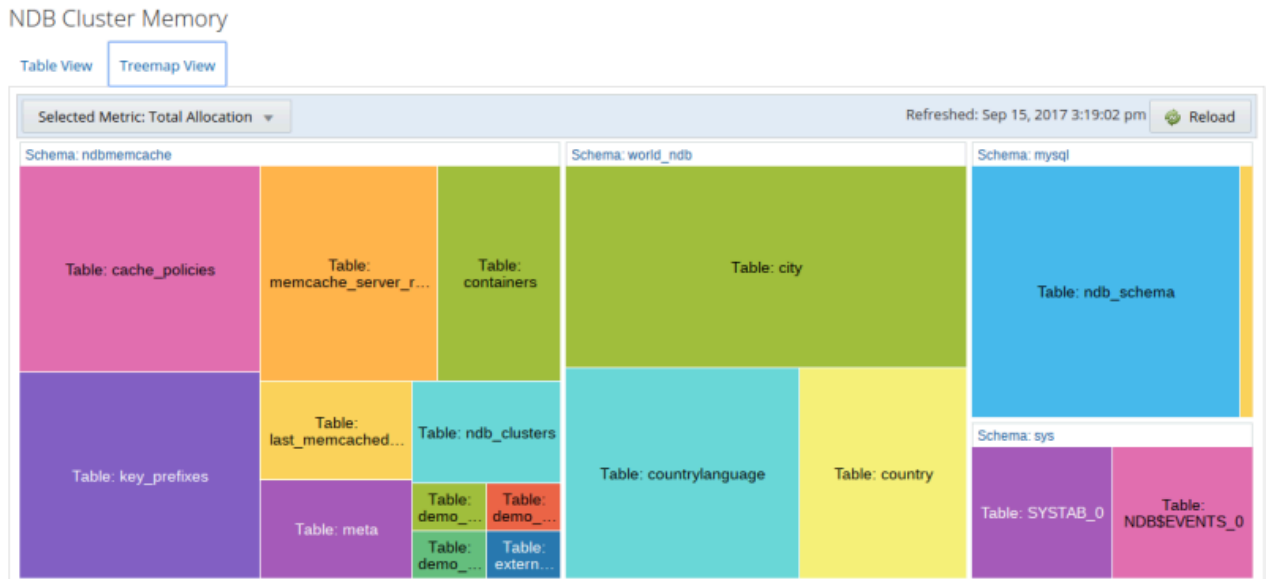 NDB Cluster Memory
Table View
Treemap View
Selected Metric: Total Allocation
Refreshed: Sep 15, 2017 3:19:02 pm
Reload
Schema: ndbmemcache
Table: cache_policies
Table:
memcache_server_r...
Table:
containers
Table: key_prefixes
Table:
last_memcached...
Table: ndb_clusters
Table: meta
Table:
demo_...
Table:
demo_...
Table:
demo_...
Table:
extern...
Schema: world_ndb
Table: city
Table: countrylanguage
Table: country
Schema: mysql
Table: ndb_schema
Schema: sys
Table: SYSTAB_0
Table:
NDB$EVENTS_0